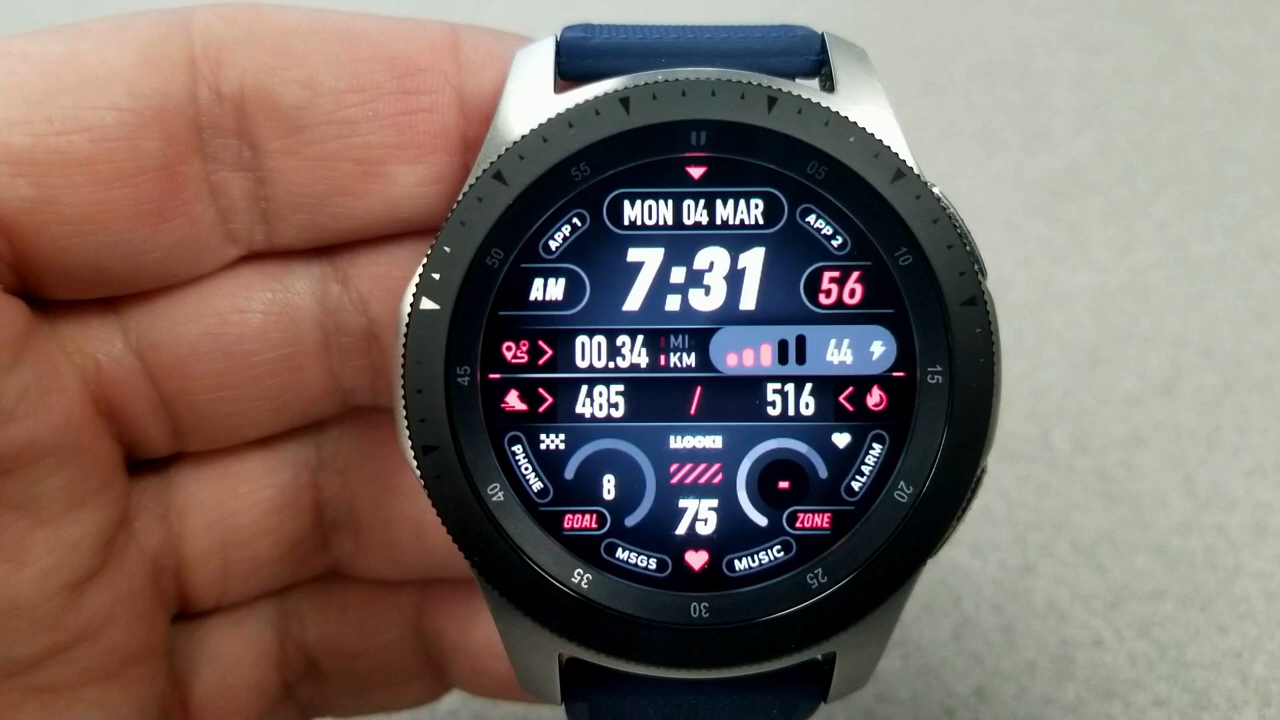 55
05
MON 04 MAR
APP 1
APP 2
50
10
7:31
AM
56
00.34
MI
KM
44
45
15
485 / 516
LLOOKE
PHONE
ALARM
8
-
40
20
GOAL
75
ZONE
MSGS
MUSIC
35
25
30